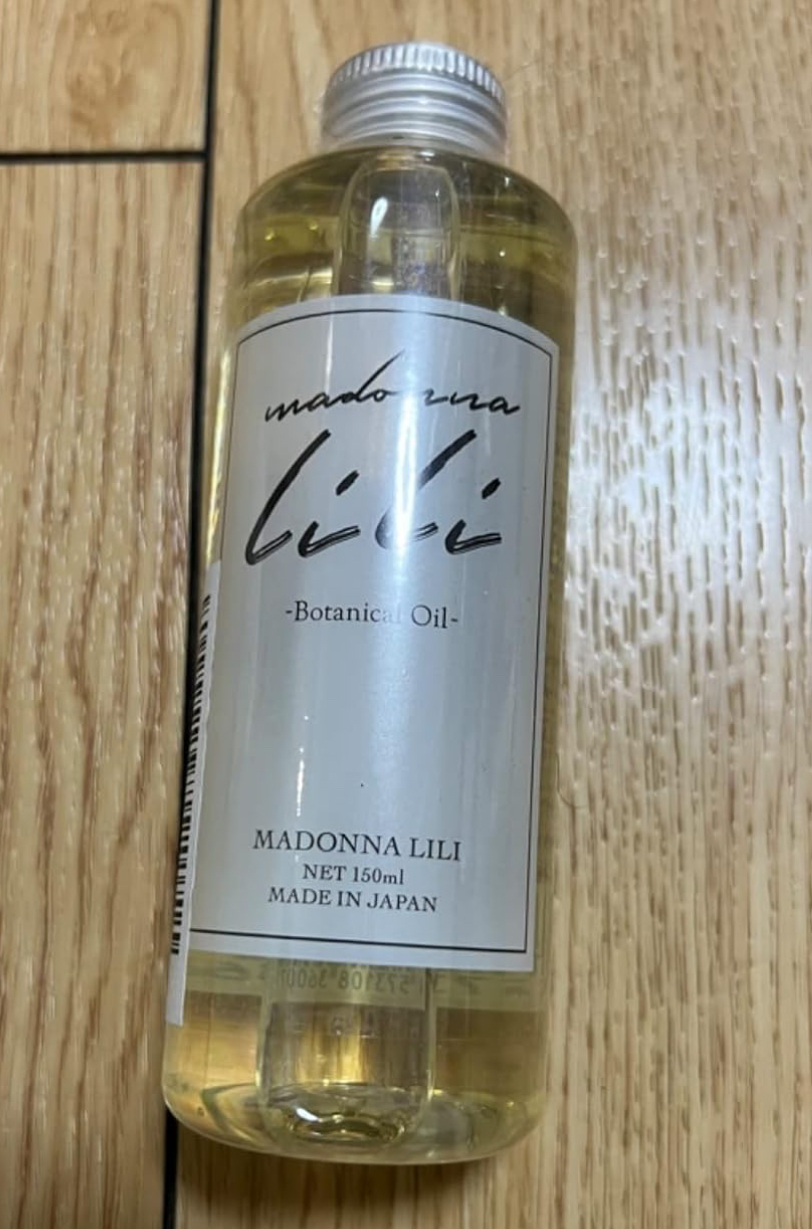 madonna
lili
-Botanical Oil-
MADONNA LILI
NET 150ml
MADE IN JAPAN